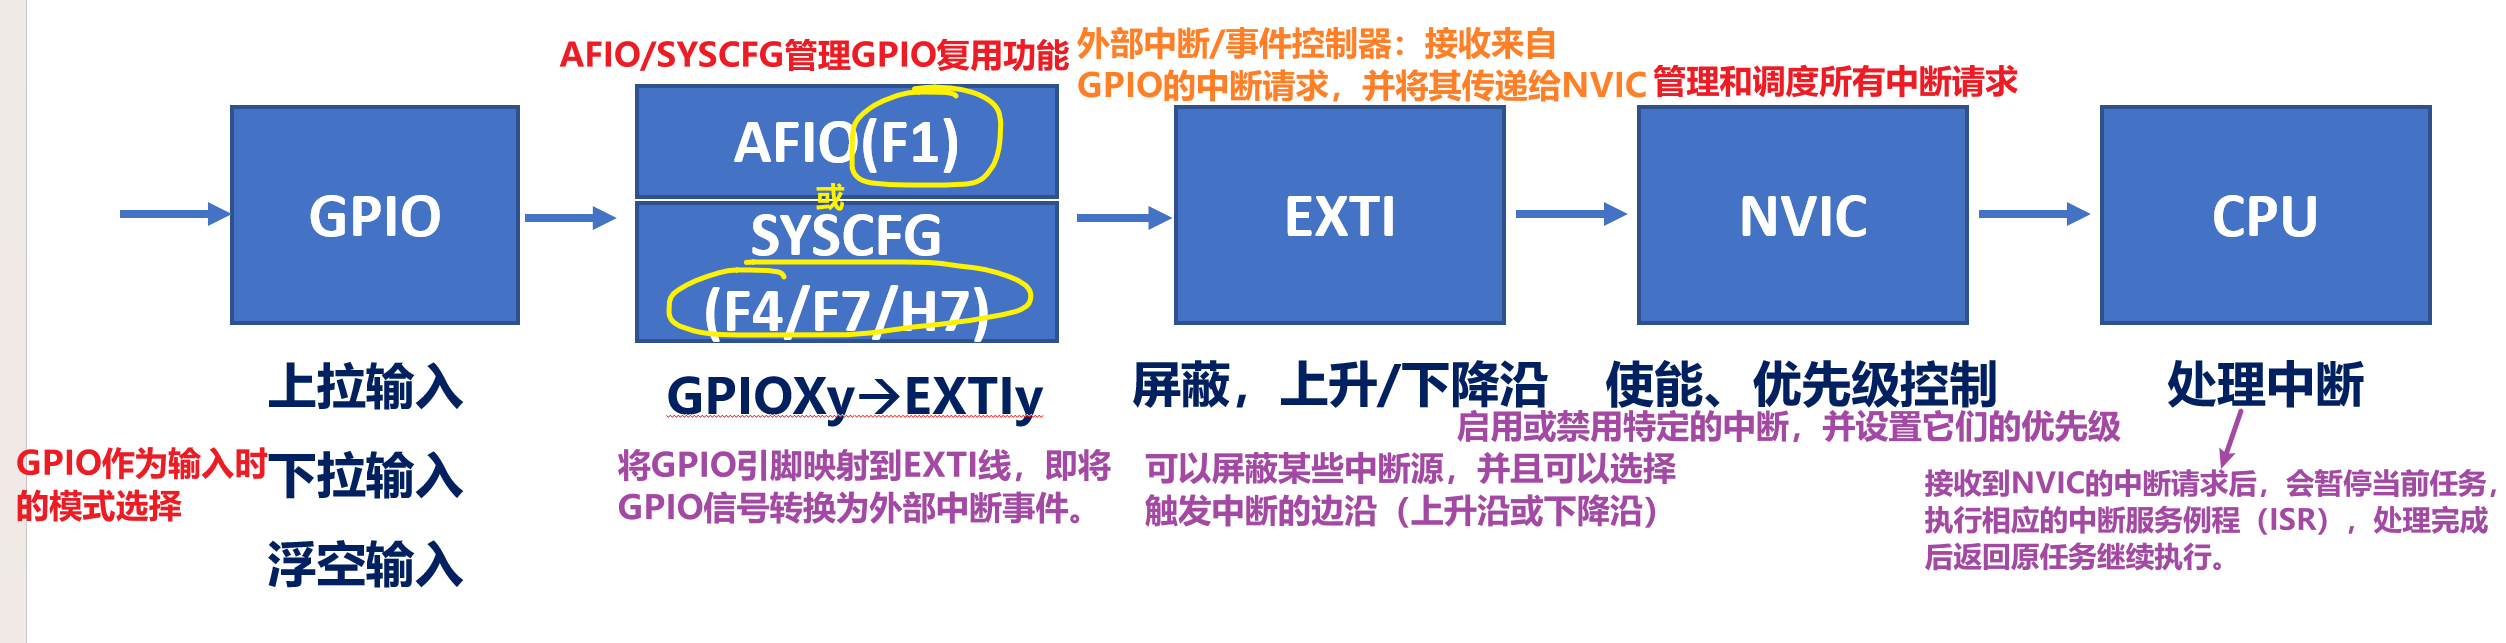 AFIO/SYSCFG管理GPIO复用功能
外部中断/事件控制器：接收来自
GPIO的中断请求，并将其传递给NVIC
管理和调度所有中断请求
GPIO
AFIO(F1)
或
SYSCFG
(F4/F7/H7)
EXTI
NVIC
CPU
上拉输入
下拉输入
浮空输入
GPIO作为输入时
的模式选择
GPIOXy→EXTIy
将GPIO引脚映射到EXTI线，即将
GPIO信号转换为外部中断事件。
屏蔽，上升/下降沿
可以屏蔽某些中断源，并且可以选择
触发中断的边沿（上升沿或下降沿）
使能、优先级控制
启用或禁用特定的中断，并设置它们的优先级
处理中断
接收到NVIC的中断请求后，会暂停当前任务，
执行相应的中断服务例程（ISR），处理完成
后返回原任务继续执行。